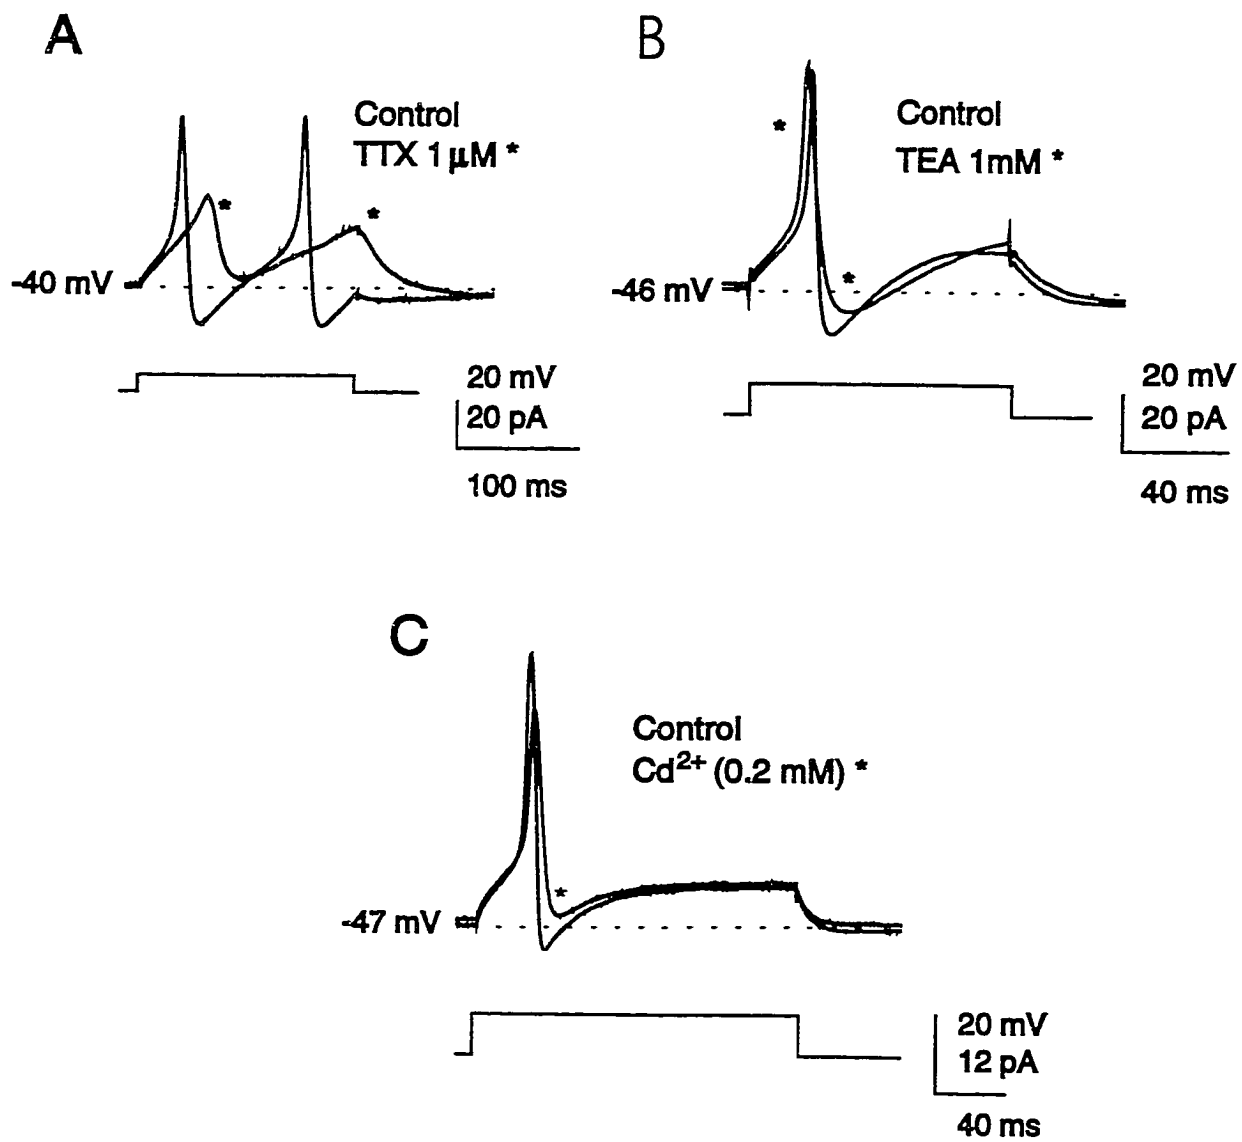 A
Control
TTX 1 μM *
*
*
-40 mV
20 mV
20 pA
100 ms
B
Control
TEA 1mM *
*
*
-46 mV
20 mV
20 pA
40 ms
C
Control
Cd²⁺ (0.2 mM) *
*
-47 mV
20 mV
12 pA
40 ms